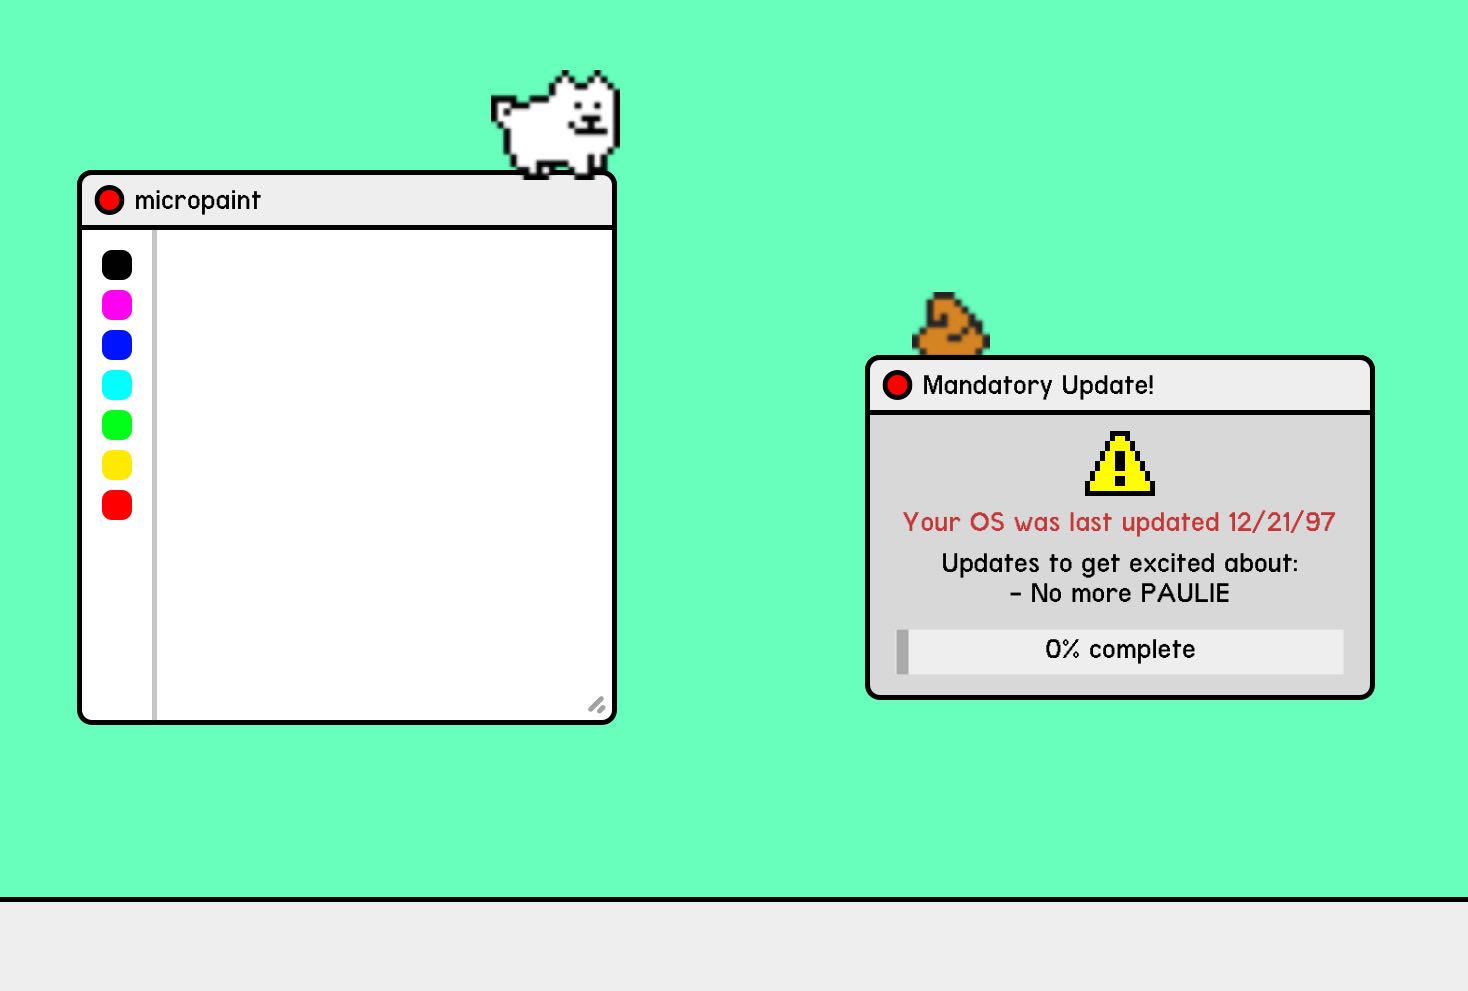 micropaint
Mandatory Update!
Your OS was last updated 12/21/97
Updates to get excited about:
- No more PAULIE
0% complete